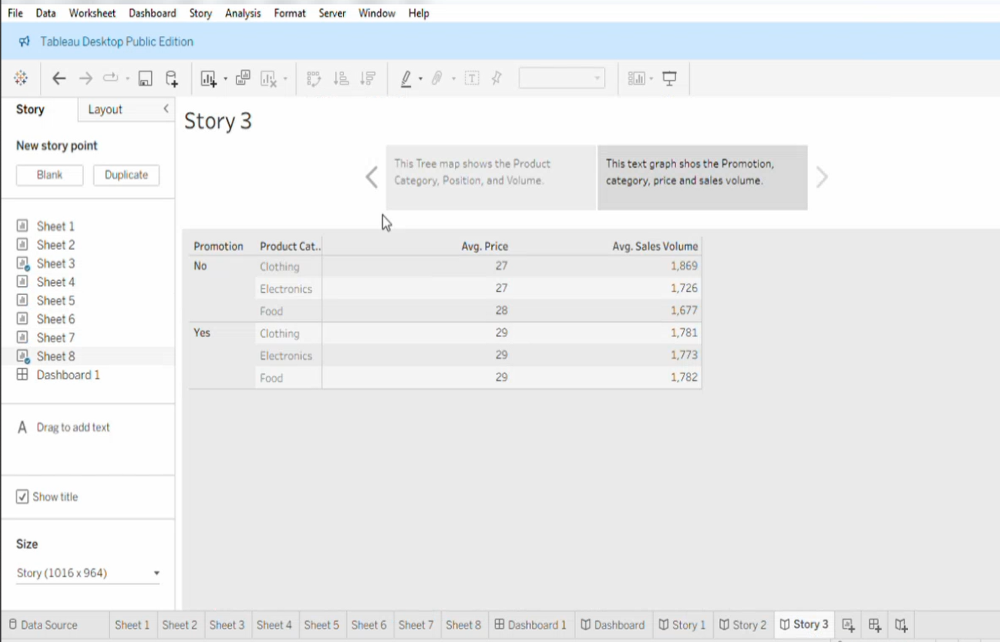 File Data Worksheet Dashboard Story Analysis Format Server Window Help
Tableau Desktop Public Edition
Story Layout
Story 3
New story point
Blank Duplicate
This Tree map shows the Product
Category, Position, and Volume.
This text graph shos the Promotion,
category, price and sales volume.
Sheet 1
Sheet 2
Sheet 3
Sheet 4
Sheet 5
Sheet 6
Sheet 7
Sheet 8
Dashboard 1
Promotion Product Cat.. Avg. Price Avg. Sales Volume
No Clothing 27 1,869
Electronics 27 1,726
Food 28 1,677
Yes Clothing 29 1,781
Electronics 29 1,773
Food 29 1,782
A Drag to add text
Show title
Size
Story (1016 x 964)
Data Source Sheet 1 Sheet 2 Sheet 3 Sheet 4 Sheet 5 Sheet 6 Sheet 7 Sheet 8 Dashboard 1 Dashboard Story 1 Story 2 Story 3